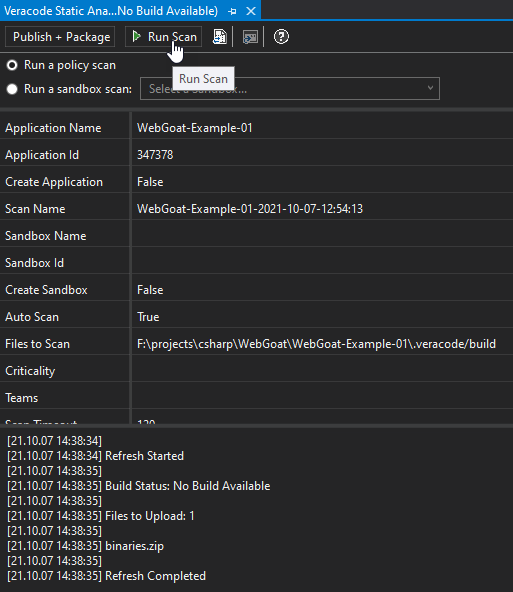 Veracode Static Ana...No Build Available)
Publish + Package Run Scan
Run a policy scan
Run Scan
Run a sandbox scan: Select a Sandbox...
Application Name WebGoat-Example-01
Application Id 347378
Create Application False
Scan Name WebGoat-Example-01-2021-10-07-12:54:13
Sandbox Name
Sandbox Id
Create Sandbox False
Auto Scan True
Files to Scan F:\projects\csharp\WebGoat\WebGoat-Example-01\.veracode/build
Criticality
Teams
Scan Timeout 120
[21.10.07 14:38:34]
[21.10.07 14:38:34] Refresh Started
[21.10.07 14:38:35]
[21.10.07 14:38:35] Build Status: No Build Available
[21.10.07 14:38:35]
[21.10.07 14:38:35] Files to Upload: 1
[21.10.07 14:38:35]
[21.10.07 14:38:35] binaries.zip
[21.10.07 14:38:35]
[21.10.07 14:38:35] Refresh Completed